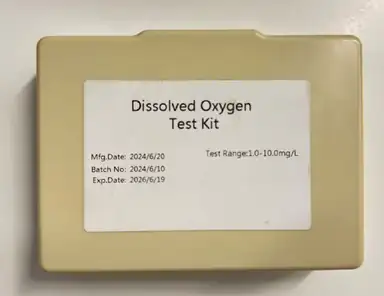 Dissolved Oxygen
Test Kit
Mfg.Date: 2024/6/20
Test Range:1.0-10.0mg/L
Batch No: 2024/6/10
Exp.Date: 2026/6/19